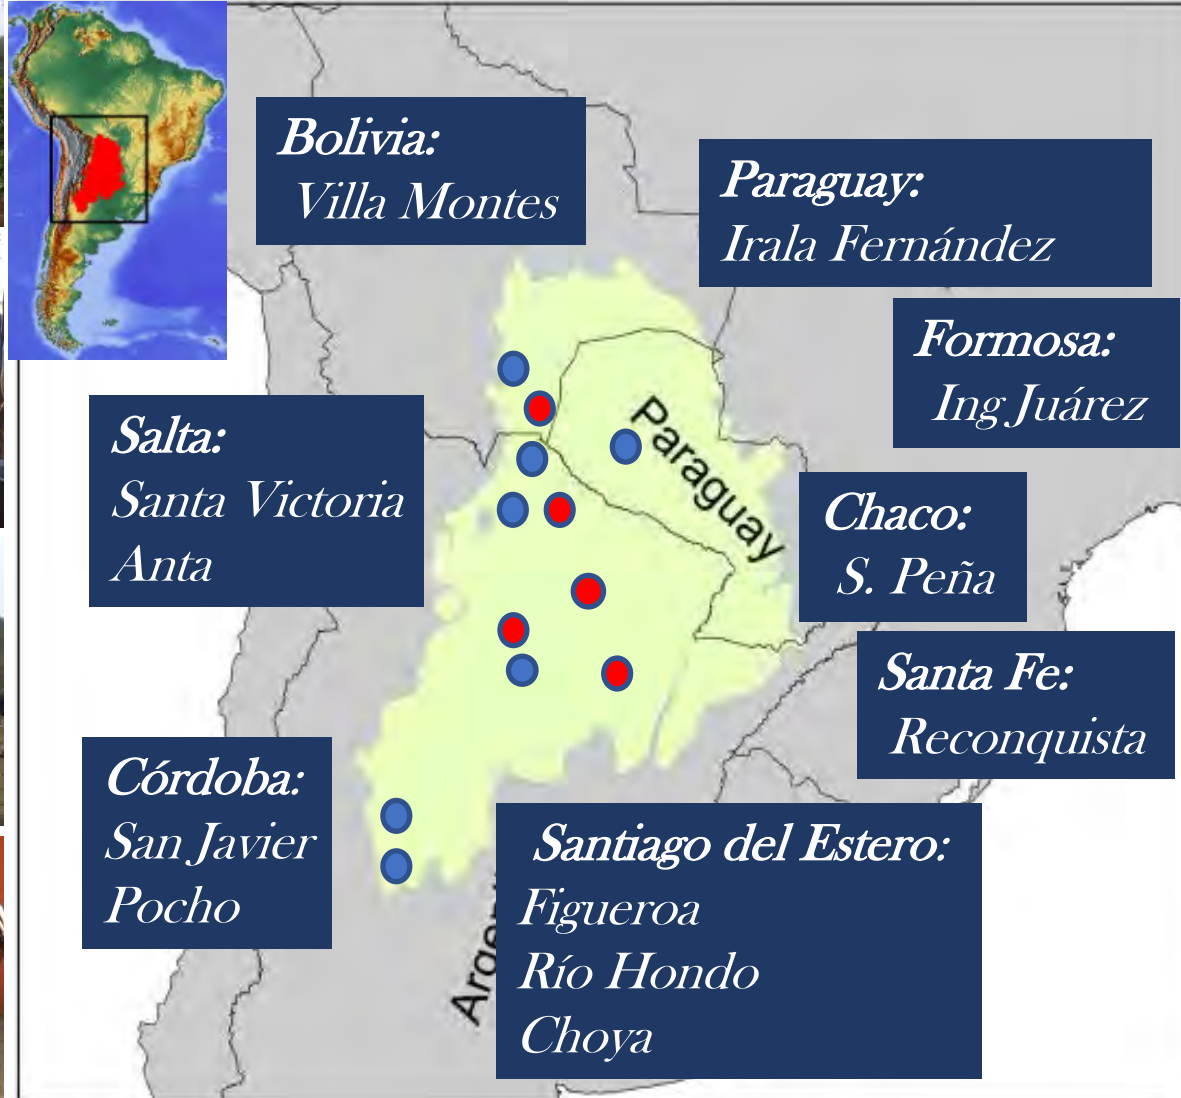 Bolivia:
Villa Montes
Paraguay:
Irala Fernández
Formosa:
Ing Juárez
Salta:
Santa Victoria
Anta
Paraguay
Chaco:
S. Peña
Santa Fe:
Reconquista
Córdoba:
San Javier
Pocho
Santiago del Estero:
Figueroa
Río Hondo
Choya